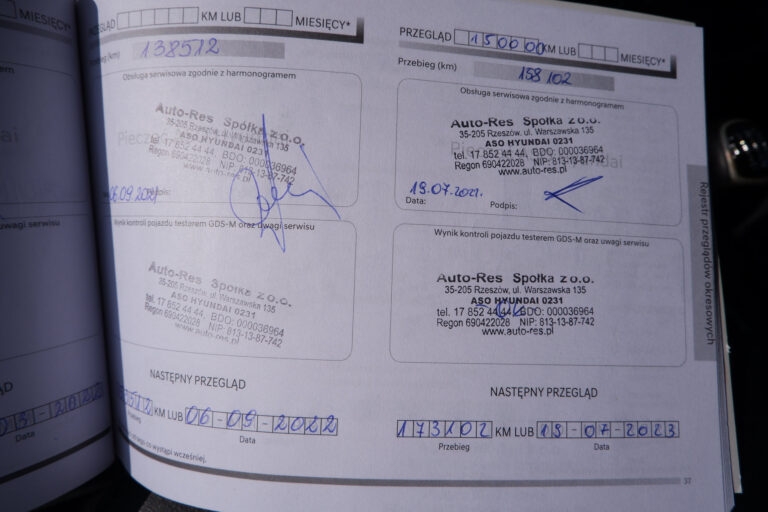 MIESIĘCY*
KM LUB MIESIĘCY*
138512
Obsługa serwisowa zgodnie z harmonogramem
Auto-Res Spółka z o.o.
35-205 Rzeszów, ul. Warszawska 135
ASO HYUNDAI 0231
tel. 17 852 44 44, BDO: 000036964
Regon 690422028 NIP: 813-13-87-742
www.auto-res.pl
Wynik kontroli pojazdu testerem GDS-M oraz uwagi serwisu
Auto-Res Spółka z o.o.
35-205 Rzeszów, ul. Warszawska 135
ASO HYUNDAI 0231
tel. 17 852 44 44, BDO: 000036964
Regon 690422028 NIP: 813-13-87-742
www.auto-res.pl
NASTĘPNY PRZEGLĄD
KM LUB 06-09-2022
Przebieg
Data
wcześniej.
Data
PRZEGLĄD 150000 KM LUB MIESIĘCY*
Przebieg (km) 158 102
Obsługa serwisowa zgodnie z harmonogramem
Auto-Res Spółka z o.o.
35-205 Rzeszów, ul. Warszawska 135
ASO HYUNDAI 0231
tel. 17 852 44 44, BDO: 000036964
Regon 690422028 NIP: 813-13-87-742
www.auto-res.pl
Data: Podpis:
Wynik kontroli pojazdu testerem GDS-M oraz uwagi serwisu
Auto-Res Spółka z o.o.
35-205 Rzeszów, ul. Warszawska 135
ASO HYUNDAI 0231
tel. 17 852 44 44, BDO: 000036964
Regon 690422028 NIP: 813-13-87-742
www.auto-res.pl
NASTĘPNY PRZEGLĄD
173102 KM LUB 19-07-2023
Przebieg
Data
37
Rejestr przeglądów okresowych